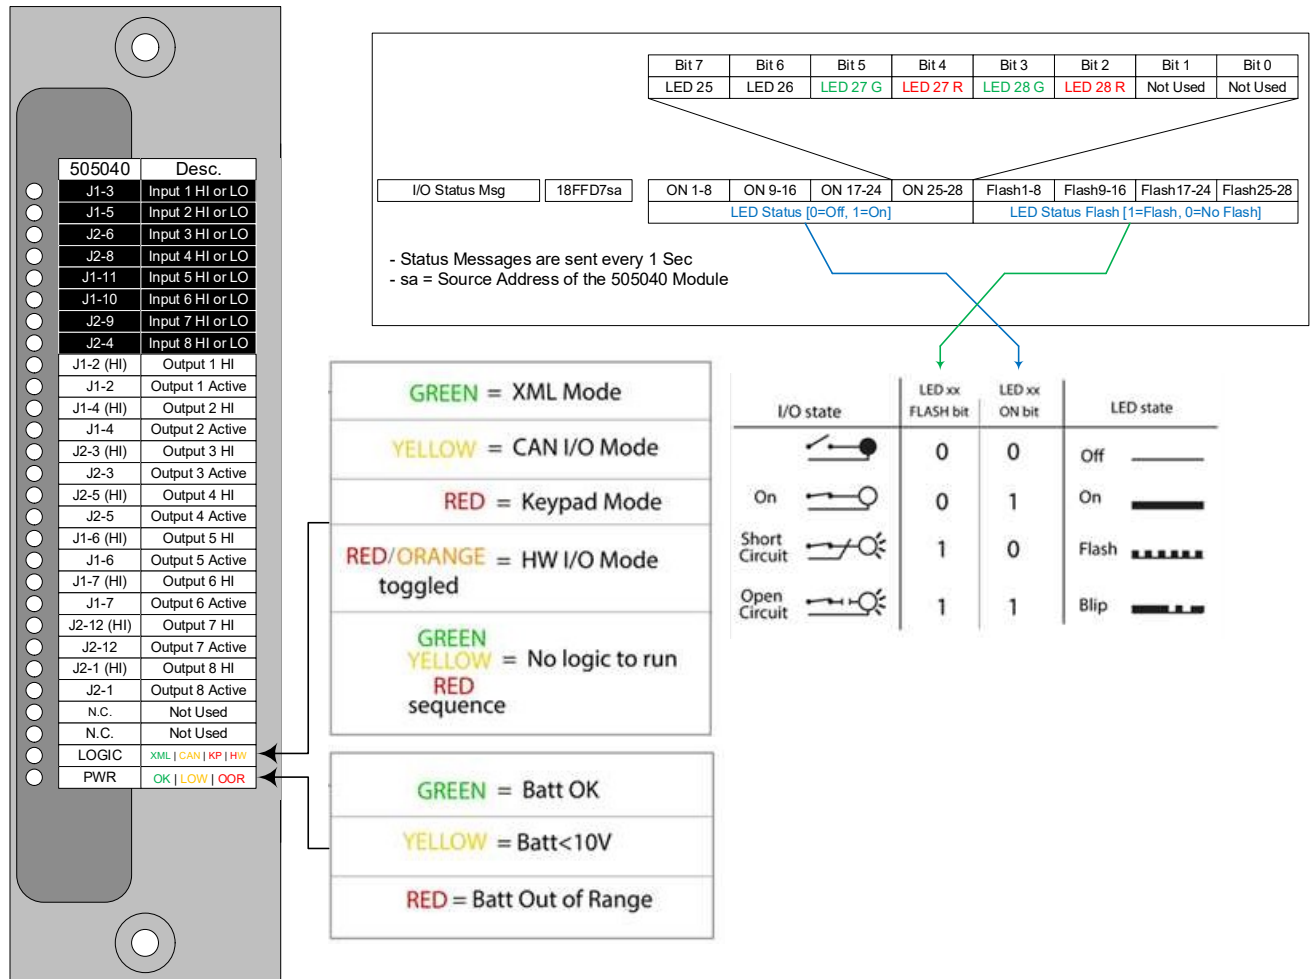 505040 Desc.
J1-3 Input 1 HI or LO
J1-5 Input 2 HI or LO
J2-6 Input 3 HI or LO
J2-8 Input 4 HI or LO
J1-11 Input 5 HI or LO
J1-10 Input 6 HI or LO
J2-9 Input 7 HI or LO
J2-4 Input 8 HI or LO
J1-2 (HI) Output 1 HI
J1-2 Output 1 Active
J1-4 (HI) Output 2 HI
J1-4 Output 2 Active
J2-3 (HI) Output 3 HI
J2-3 Output 3 Active
J2-5 (HI) Output 4 HI
J2-5 Output 4 Active
J1-6 (HI) Output 5 HI
J1-6 Output 5 Active
J1-7 (HI) Output 6 HI
J1-7 Output 6 Active
J2-12 (HI) Output 7 HI
J2-12 Output 7 Active
J2-1 (HI) Output 8 HI
J2-1 Output 8 Active
N.C. Not Used
N.C. Not Used
LOGIC XML | CAN | KP | HW
PWR OK | LOW | OOR
Bit 7 Bit 6 Bit 5 Bit 4 Bit 3 Bit 2 Bit 1 Bit 0
LED 25 LED 26 LED 27 G LED 27 R LED 28 G LED 28 R Not Used Not Used
I/O Status Msg 18FFD7sa ON 1-8 ON 9-16 ON 17-24 ON 25-28 Flash1-8 Flash9-16 Flash17-24 Flash25-28
LED Status [0=Off, 1=On] LED Status Flash [1=Flash, 0=No Flash]
- Status Messages are sent every 1 Sec
- sa = Source Address of the 505040 Module
GREEN = XML Mode
YELLOW = CAN I/O Mode
RED = Keypad Mode
RED/ORANGE = HW I/O Mode
toggled
GREEN
YELLOW = No logic to run
RED
sequence
GREEN = Batt OK
YELLOW = Batt<10V
RED = Batt Out of Range
I/O state LED xx FLASH bit LED xx ON bit LED state
0 0 Off
On 0 1 On
Short Circuit 1 0 Flash
Open Circuit 1 1 Blip